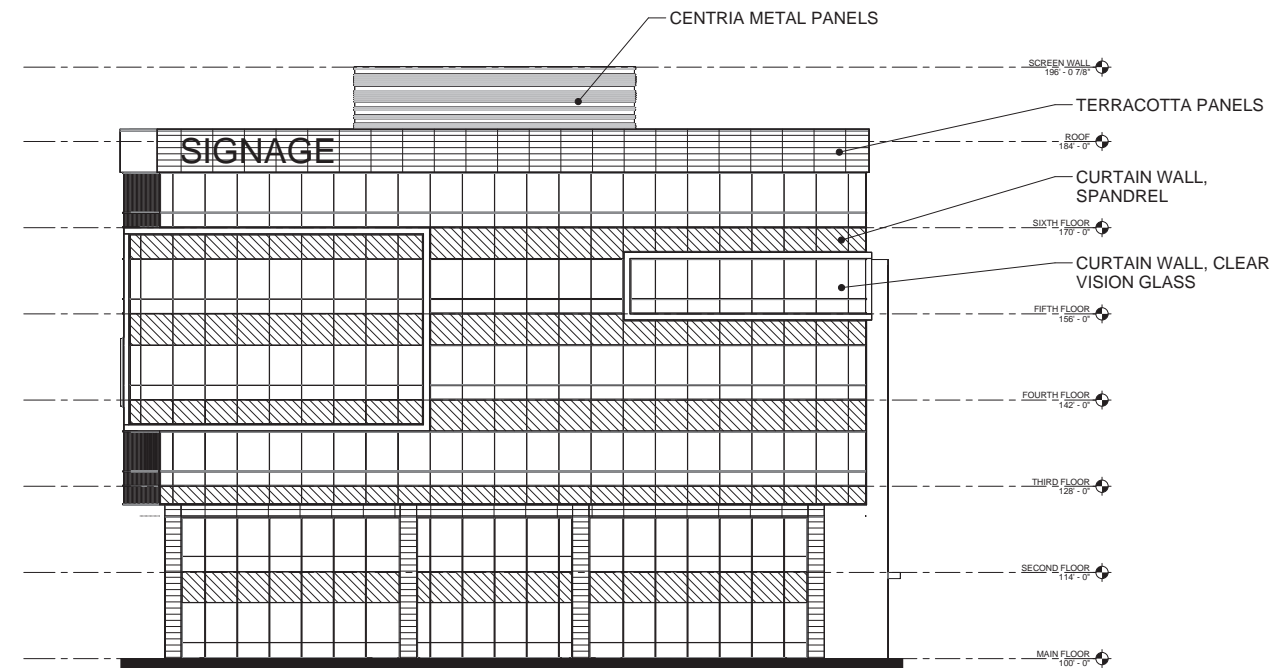 CENTRIA METAL PANELS
SCREEN WALL
196' - 0 7/8"
TERRACOTTA PANELS
ROOF
184' - 0"
SIGNAGE
CURTAIN WALL,
SPANDREL
SIXTH FLOOR
170' - 0"
CURTAIN WALL, CLEAR
VISION GLASS
FIFTH FLOOR
156' - 0"
FOURTH FLOOR
142' - 0"
THIRD FLOOR
128' - 0"
SECOND FLOOR
114' - 0"
MAIN FLOOR
100' - 0"